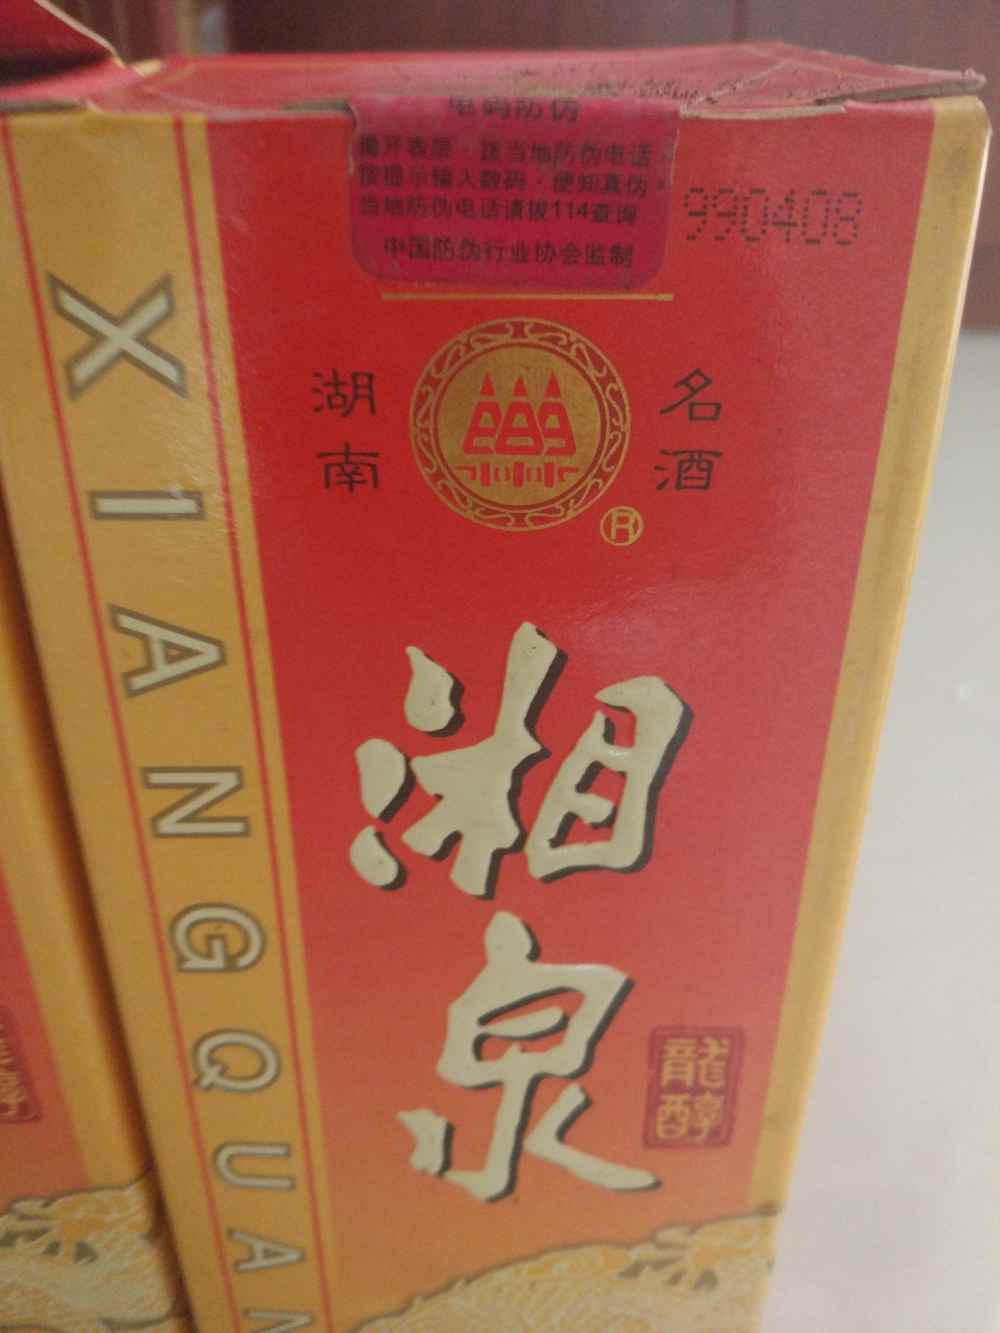 电码防伪
揭开表层·拨当地防伪电话
按提示输入数码·便知真伪
当地防伪电话请拨114查询
中国防伪行业协会监制
990408
湖南
名酒
R
湘泉
龍醇
XIANGQUAN